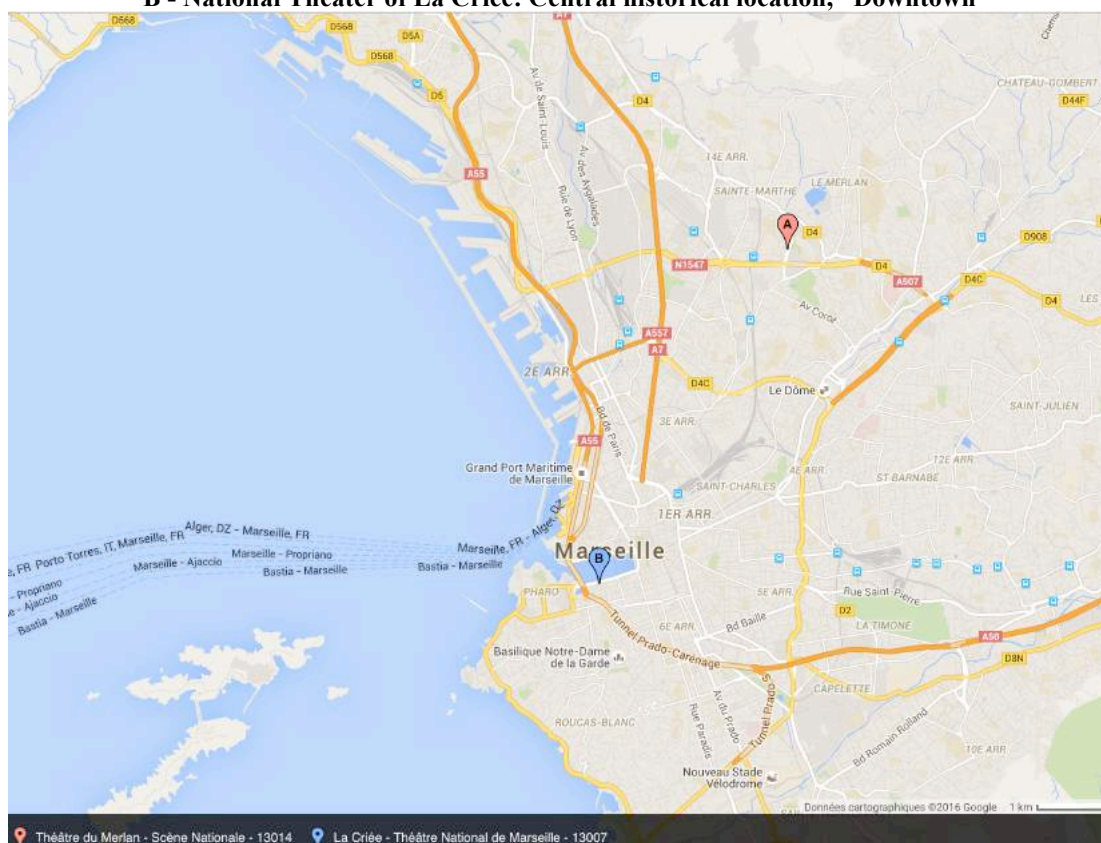 B - National Theater of La Criée: Central historical location, "Downtown"
D568
D568
D5A
D568
A7
D5
D4
CHATEAU-GOMBERT
D44F
Av de Saint-Louis
Av des Aygalades
Rue de Lyon
A55
14E ARR.
SAINTE-MARTHE
LE MERLAN
A
D4
D908
N1547
D4
A507
D4C
D4
LES
Av Corot
A557
A7
2E ARR.
D4C
Le Dôme
Bd de Paris
3E ARR.
SAINT-JULIEN
A55
12E ARR.
Grand Port Maritime
de Marseille
4E ARR.
ST-BARNABÉ
SAINT-CHARLES
1ER ARR.
Alger, DZ - Marseille, FR
Marseille, FR - Alger, DZ
e, FR Porto Torres, IT, Marseille, FR
Marseille - Propriano
Marseille - Ajaccio
Bastia - Marseille
Bastia - Marseille
- Propriano
e - Ajaccio
Bastia - Marseille
Marseille
B
PHARO
5E ARR.
Rue Saint-Pierre
D2
LA TIMONE
6E ARR.
Bd Baille
Tunnel Prado-Carénage
A50
D8N
Basilique Notre-Dame
de la Garde
CAPELETTE
ROUCAS-BLANC
Rue Paradis
Av du Prado
Tunnel Prado S
Bd Romain Rolland
10E ARR.
Nouveau Stade
Vélodrome
Données cartographiques ©2016 Google 1 km
Théâtre du Merlan - Scène Nationale - 13014 La Criée - Théâtre National de Marseille - 13007